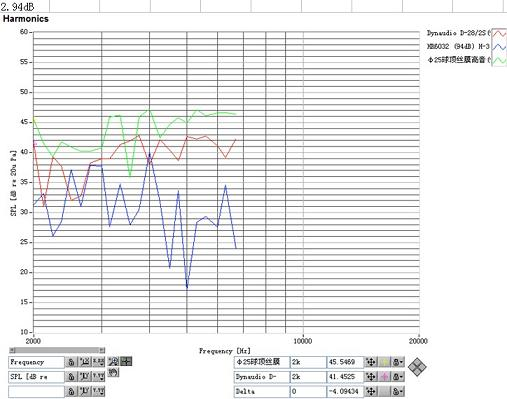 2.94dB
Harmonics
Dynaudio D-28/2S(
HM6032 (94dB) H-3
Φ25球顶丝膜高音(
60
55
50
45
40
35
30
25
20
15
10
SPL [dB re 20u Pa]
2000
10000
20000
Frequency [Hz]
Frequency
SPL [dB re
Φ25球顶丝膜 2k 45.5469
Dynaudio D- 2k 41.4525
Delta 0 -4.09434